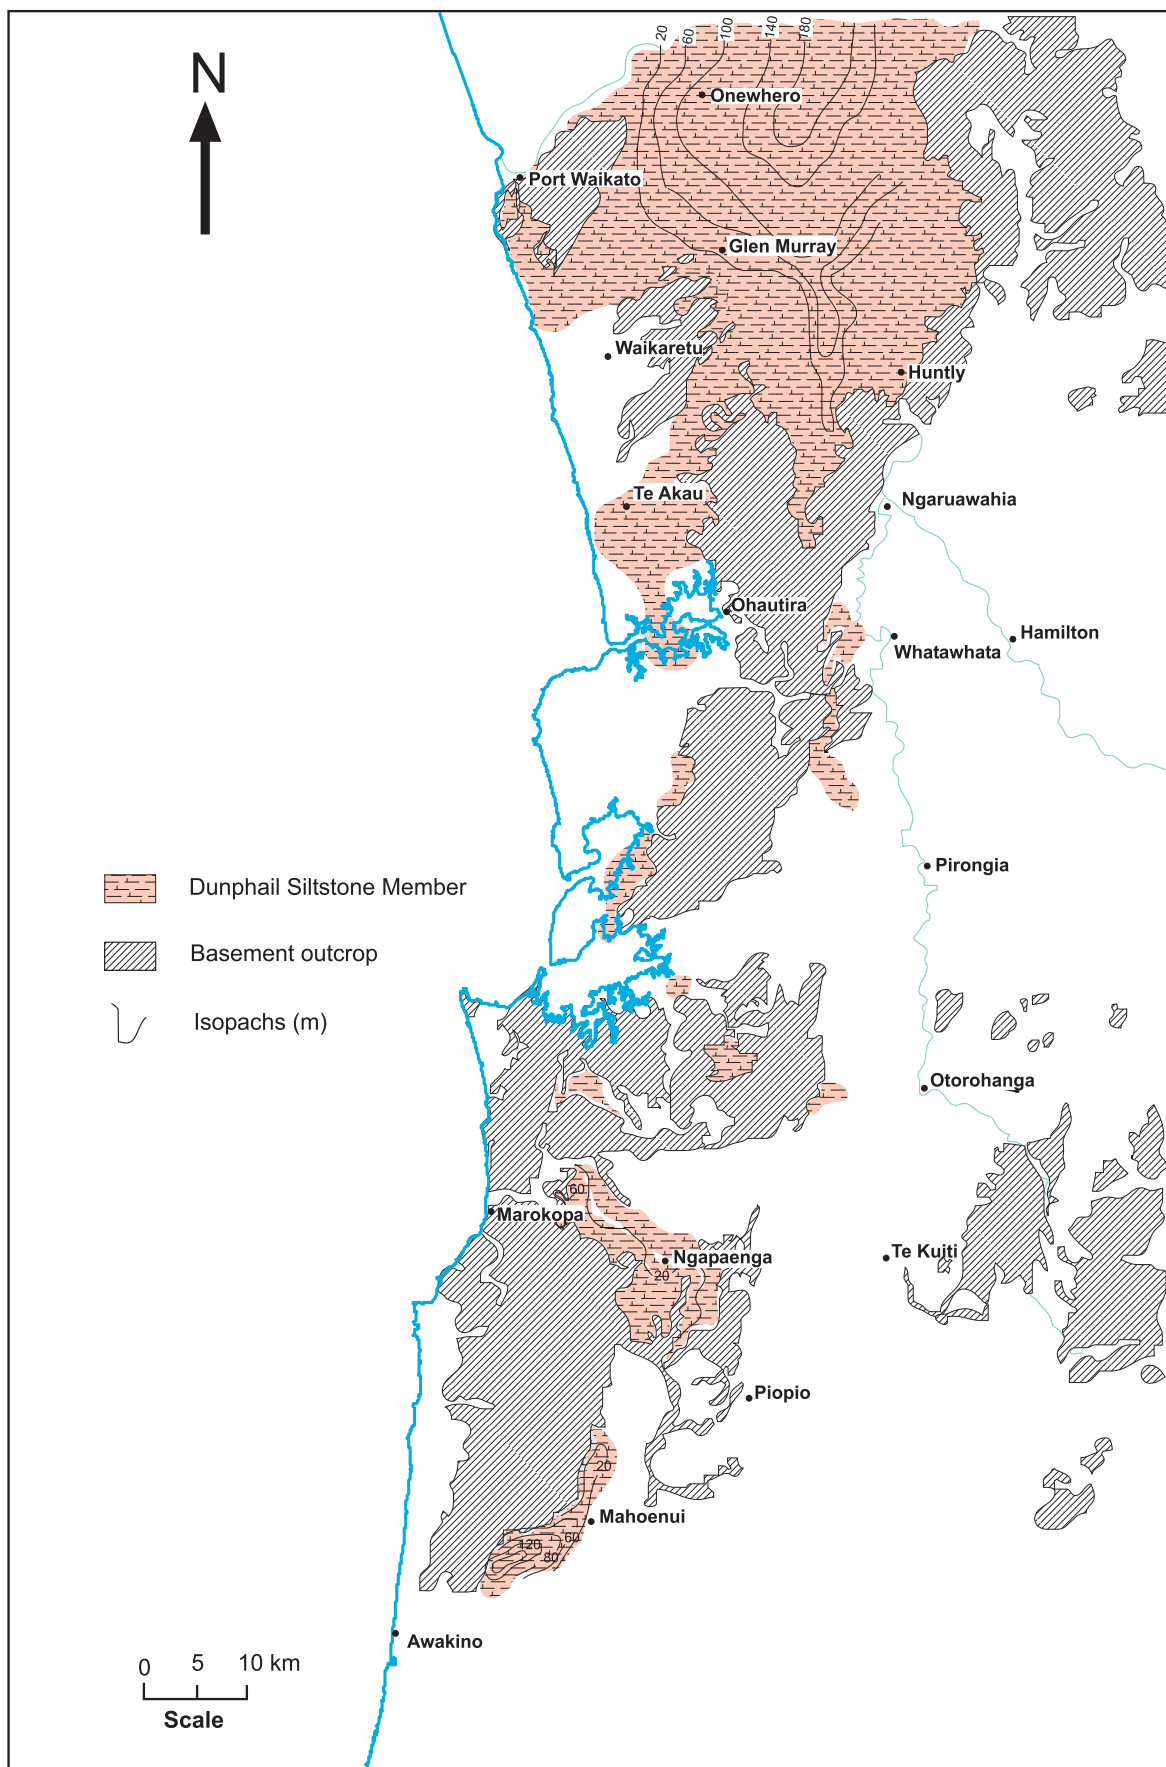 20
60
100
140
180
N
Onewhero
Port Waikato
Glen Murray
Waikaretu
Huntly
Te Akau
Ngaruawahia
Ohautira
Hamilton
Whatawhata
Pirongia
Dunphail Siltstone Member
Basement outcrop
Isopachs (m)
Otorohanga
60
Marokopa
Te Kuiti
Ngapaenga
20
Piopio
20
Mahoenui
60
120
80
Awakino
0 5 10 km
Scale